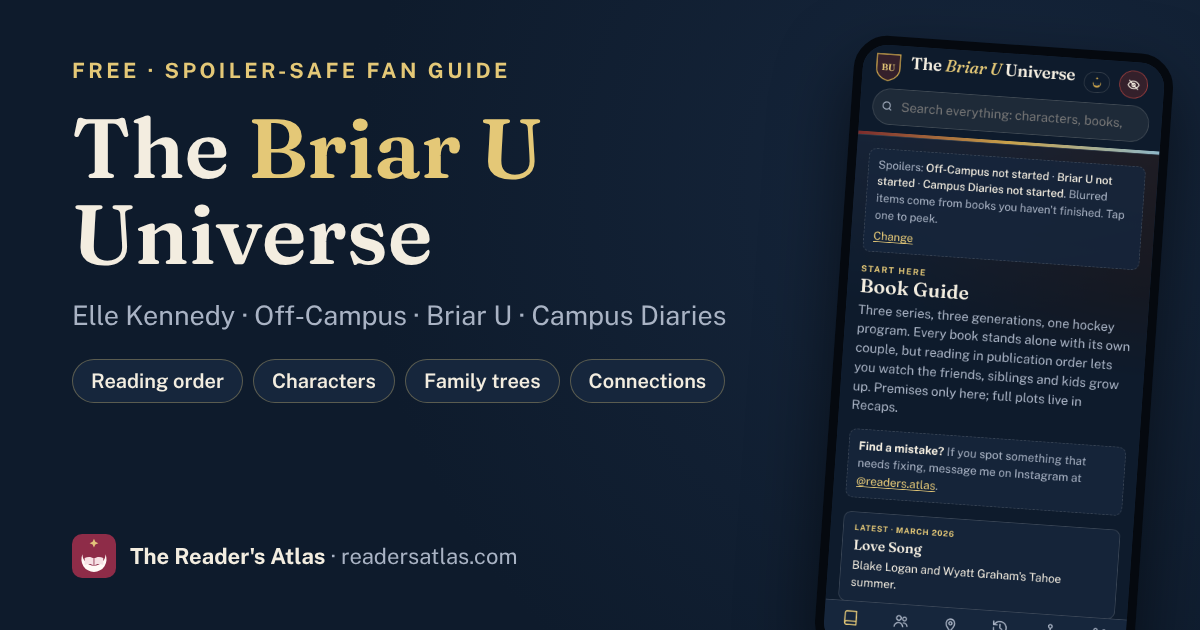 FREE · SPOILER-SAFE FAN GUIDE
The Briar U
Universe
Elle Kennedy · Off-Campus · Briar U · Campus Diaries
Reading order
Characters
Family trees
Connections
The Reader's Atlas · readersatlas.com
BU
The Briar U Universe
Search everything: characters, books,
Spoilers: Off-Campus not started · Briar U not
started · Campus Diaries not started. Blurred
items come from books you haven't finished. Tap
one to peek.
Change
START HERE
Book Guide
Three series, three generations, one hockey
program. Every book stands alone with its own
couple, but reading in publication order lets
you watch the friends, siblings and kids grow
up. Premises only here; full plots live in
Recaps.
Find a mistake? If you spot something that
needs fixing, message me on Instagram at
@readers.atlas.
LATEST · MARCH 2026
Love Song
Blake Logan and Wyatt Graham's Tahoe
summer.